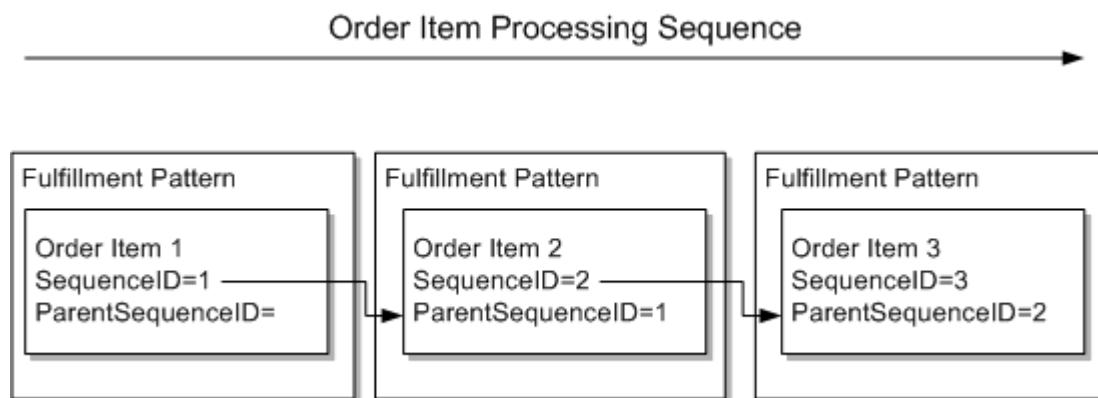 Order Item Processing Sequence
Fulfillment Pattern
Order Item 1
SequenceID=1
ParentSequenceID=
Fulfillment Pattern
Order Item 2
SequenceID=2
ParentSequenceID=1
Fulfillment Pattern
Order Item 3
SequenceID=3
ParentSequenceID=2